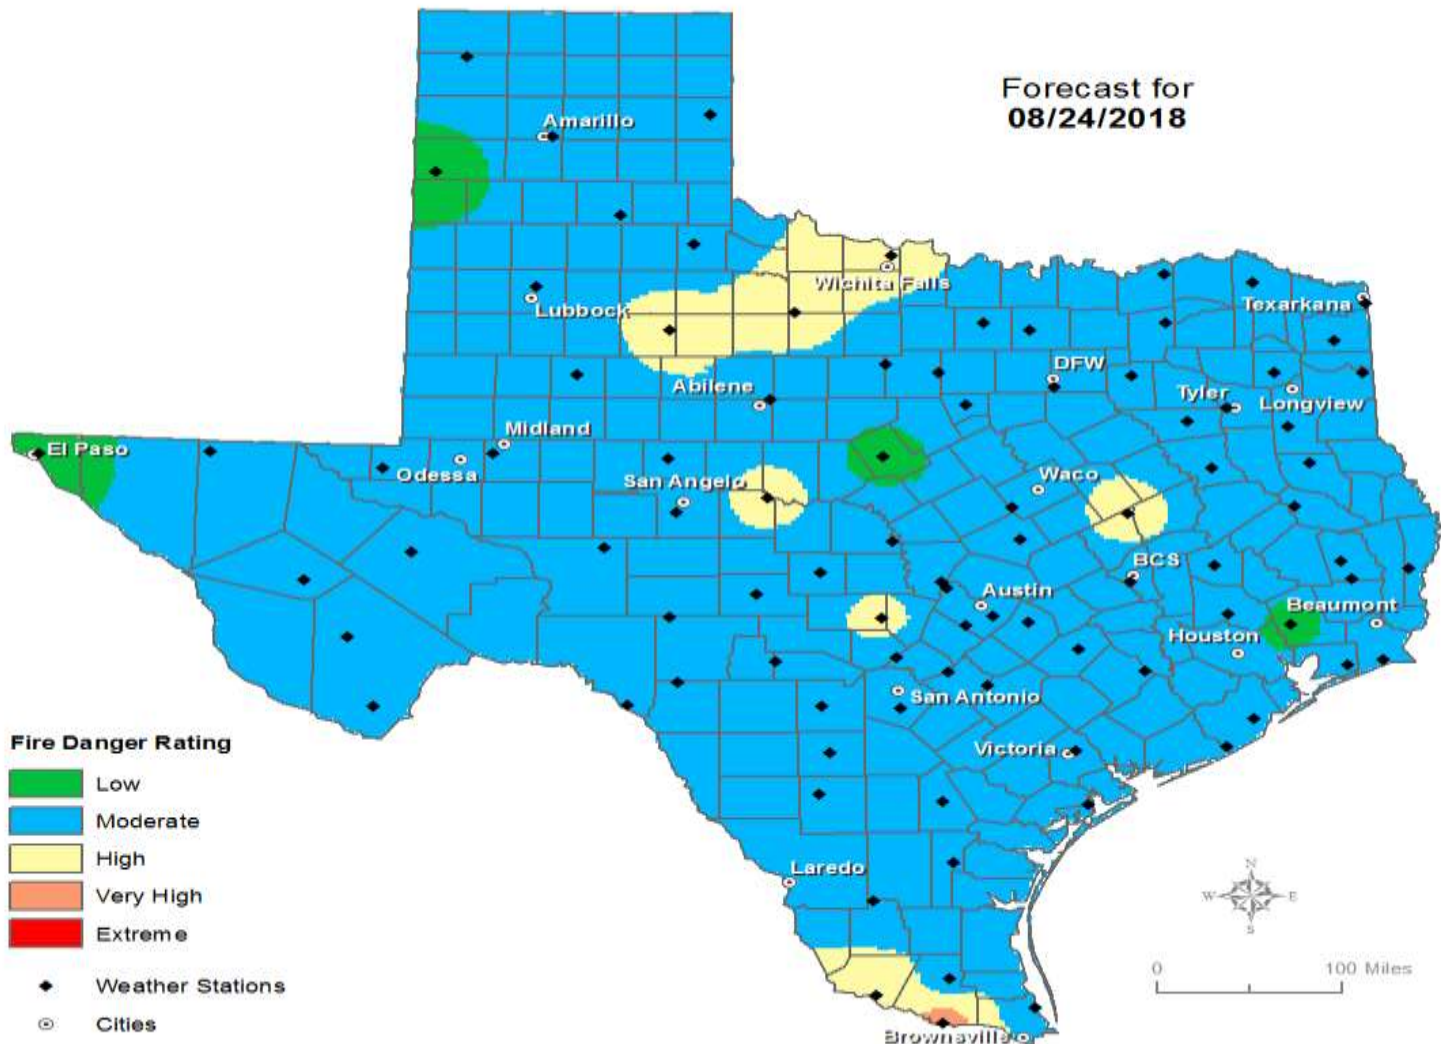 Forecast for
08/24/2018
Amarillo
Wichita Falls
Lubbock
Texarkana
DFW
Abilene
Tyler
Longview
El Paso
Midland
Odessa
San Angelo
Waco
BCS
Austin
Beaumont
Houston
San Antonio
Victoria
Laredo
Brownsville
Fire Danger Rating
Low
Moderate
High
Very High
Extreme
Weather Stations
Cities
N
W E
S
0 100 Miles